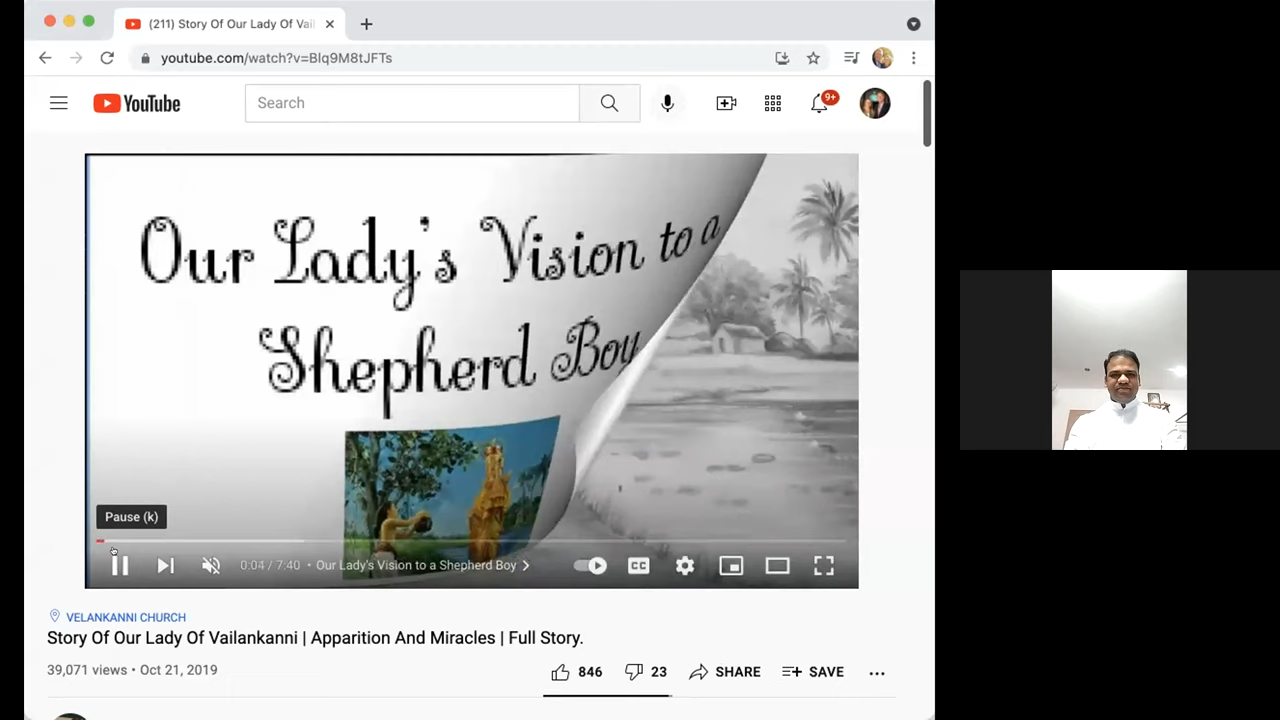 (211) Story Of Our Lady Of Vai
youtube.com/watch?v=Blq9M8tJFTs
YouTube
Search
9+
Our Lady's Vision to a
Shepherd Boy
Pause (k)
0:04 / 7:40 • Our Lady's Vision to a Shepherd Boy
CC
VELANKANNI CHURCH
Story Of Our Lady Of Vailankanni | Apparition And Miracles | Full Story.
39,071 views • Oct 21, 2019
846
23
SHARE
SAVE